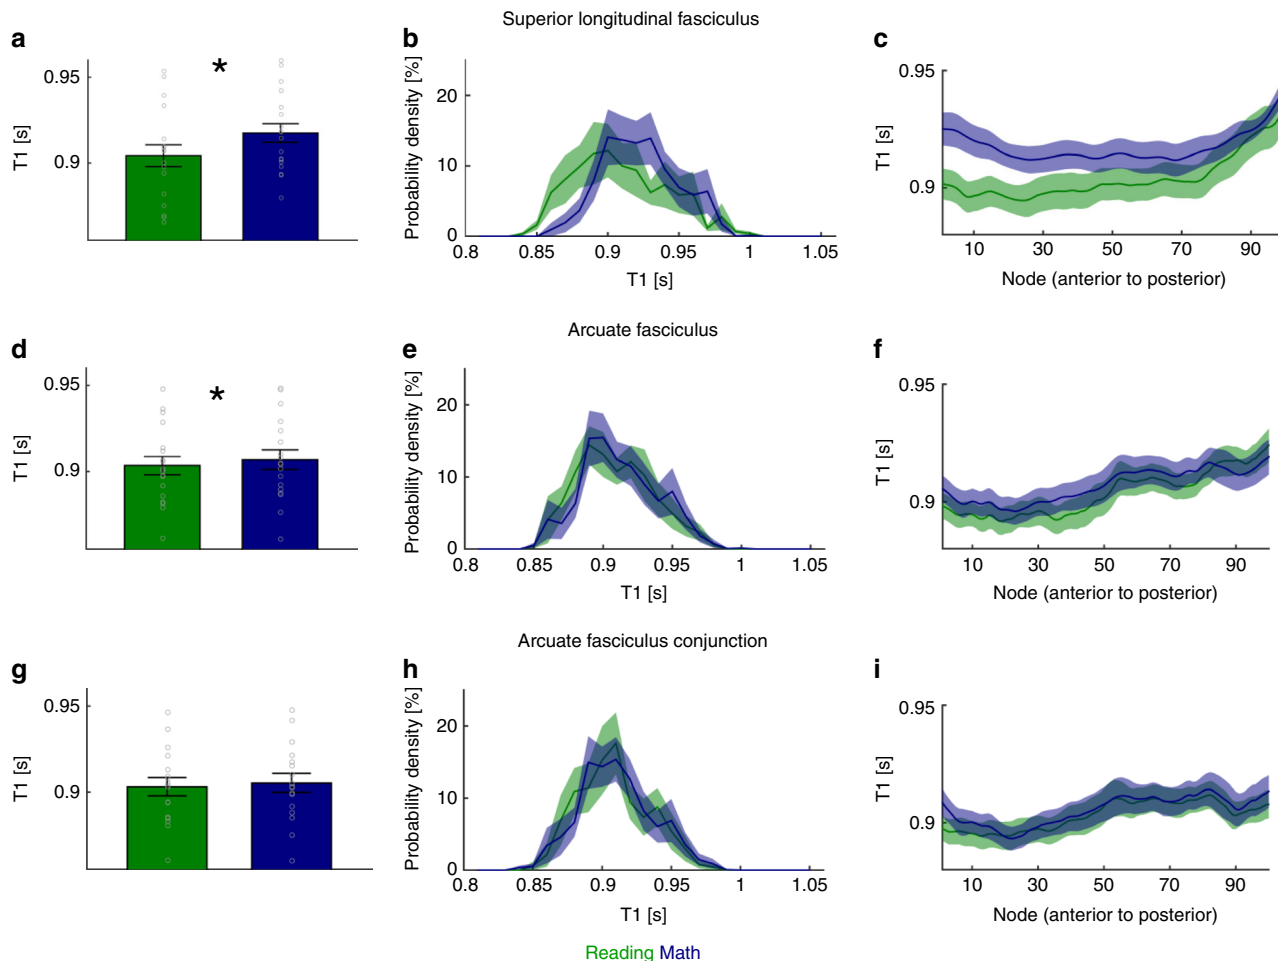 Superior longitudinal fasciculus
a
b
c
T1 [s]
0.95
0.9
*
Probability density [%]
20
10
0
0.8 0.85 0.9 0.95 1 1.05
T1 [s]
T1 [s]
0.95
0.9
10 30 50 70 90
Node (anterior to posterior)
Arcuate fasciculus
d
e
f
T1 [s]
0.95
0.9
*
Probability density [%]
20
10
0
0.8 0.85 0.9 0.95 1 1.05
T1 [s]
T1 [s]
0.95
0.9
10 30 50 70 90
Node (anterior to posterior)
Arcuate fasciculus conjunction
g
h
i
T1 [s]
0.95
0.9
Probability density [%]
20
10
0
0.8 0.85 0.9 0.95 1 1.05
T1 [s]
T1 [s]
0.95
0.9
10 30 50 70 90
Node (anterior to posterior)
Reading Math